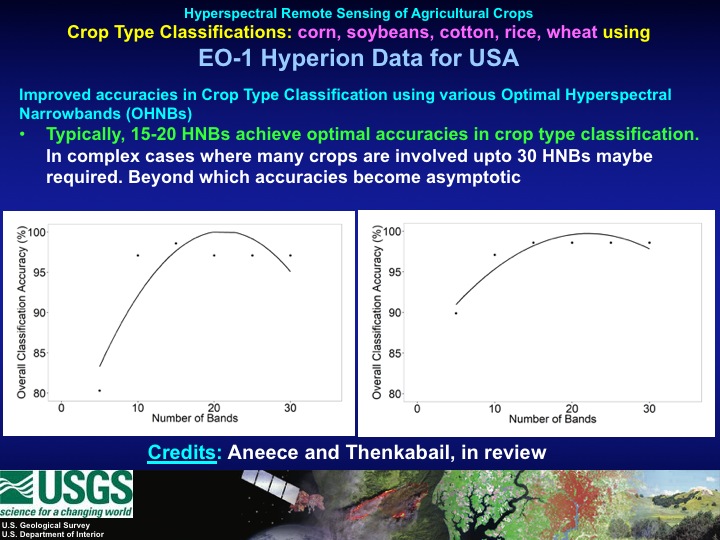 Hyperspectral Remote Sensing of Agricultural Crops
Crop Type Classifications: corn, soybeans, cotton, rice, wheat using
EO-1 Hyperion Data for USA
Improved accuracies in Crop Type Classification using various Optimal Hyperspectral
Narrowbands (OHNBs)
• Typically, 15-20 HNBs achieve optimal accuracies in crop type classification.
In complex cases where many crops are involved upto 30 HNBs maybe
required. Beyond which accuracies become asymptotic
Overall Classification Accuracy (%)
100
95
90
85
80
0 10 20 30
Number of Bands
Overall Classification Accuracy (%)
100
95
90
85
80
0 10 20 30
Number of Bands
Credits: Aneece and Thenkabail, in review
USGS
science for a changing world
U.S. Geological Survey
U.S. Department of Interior